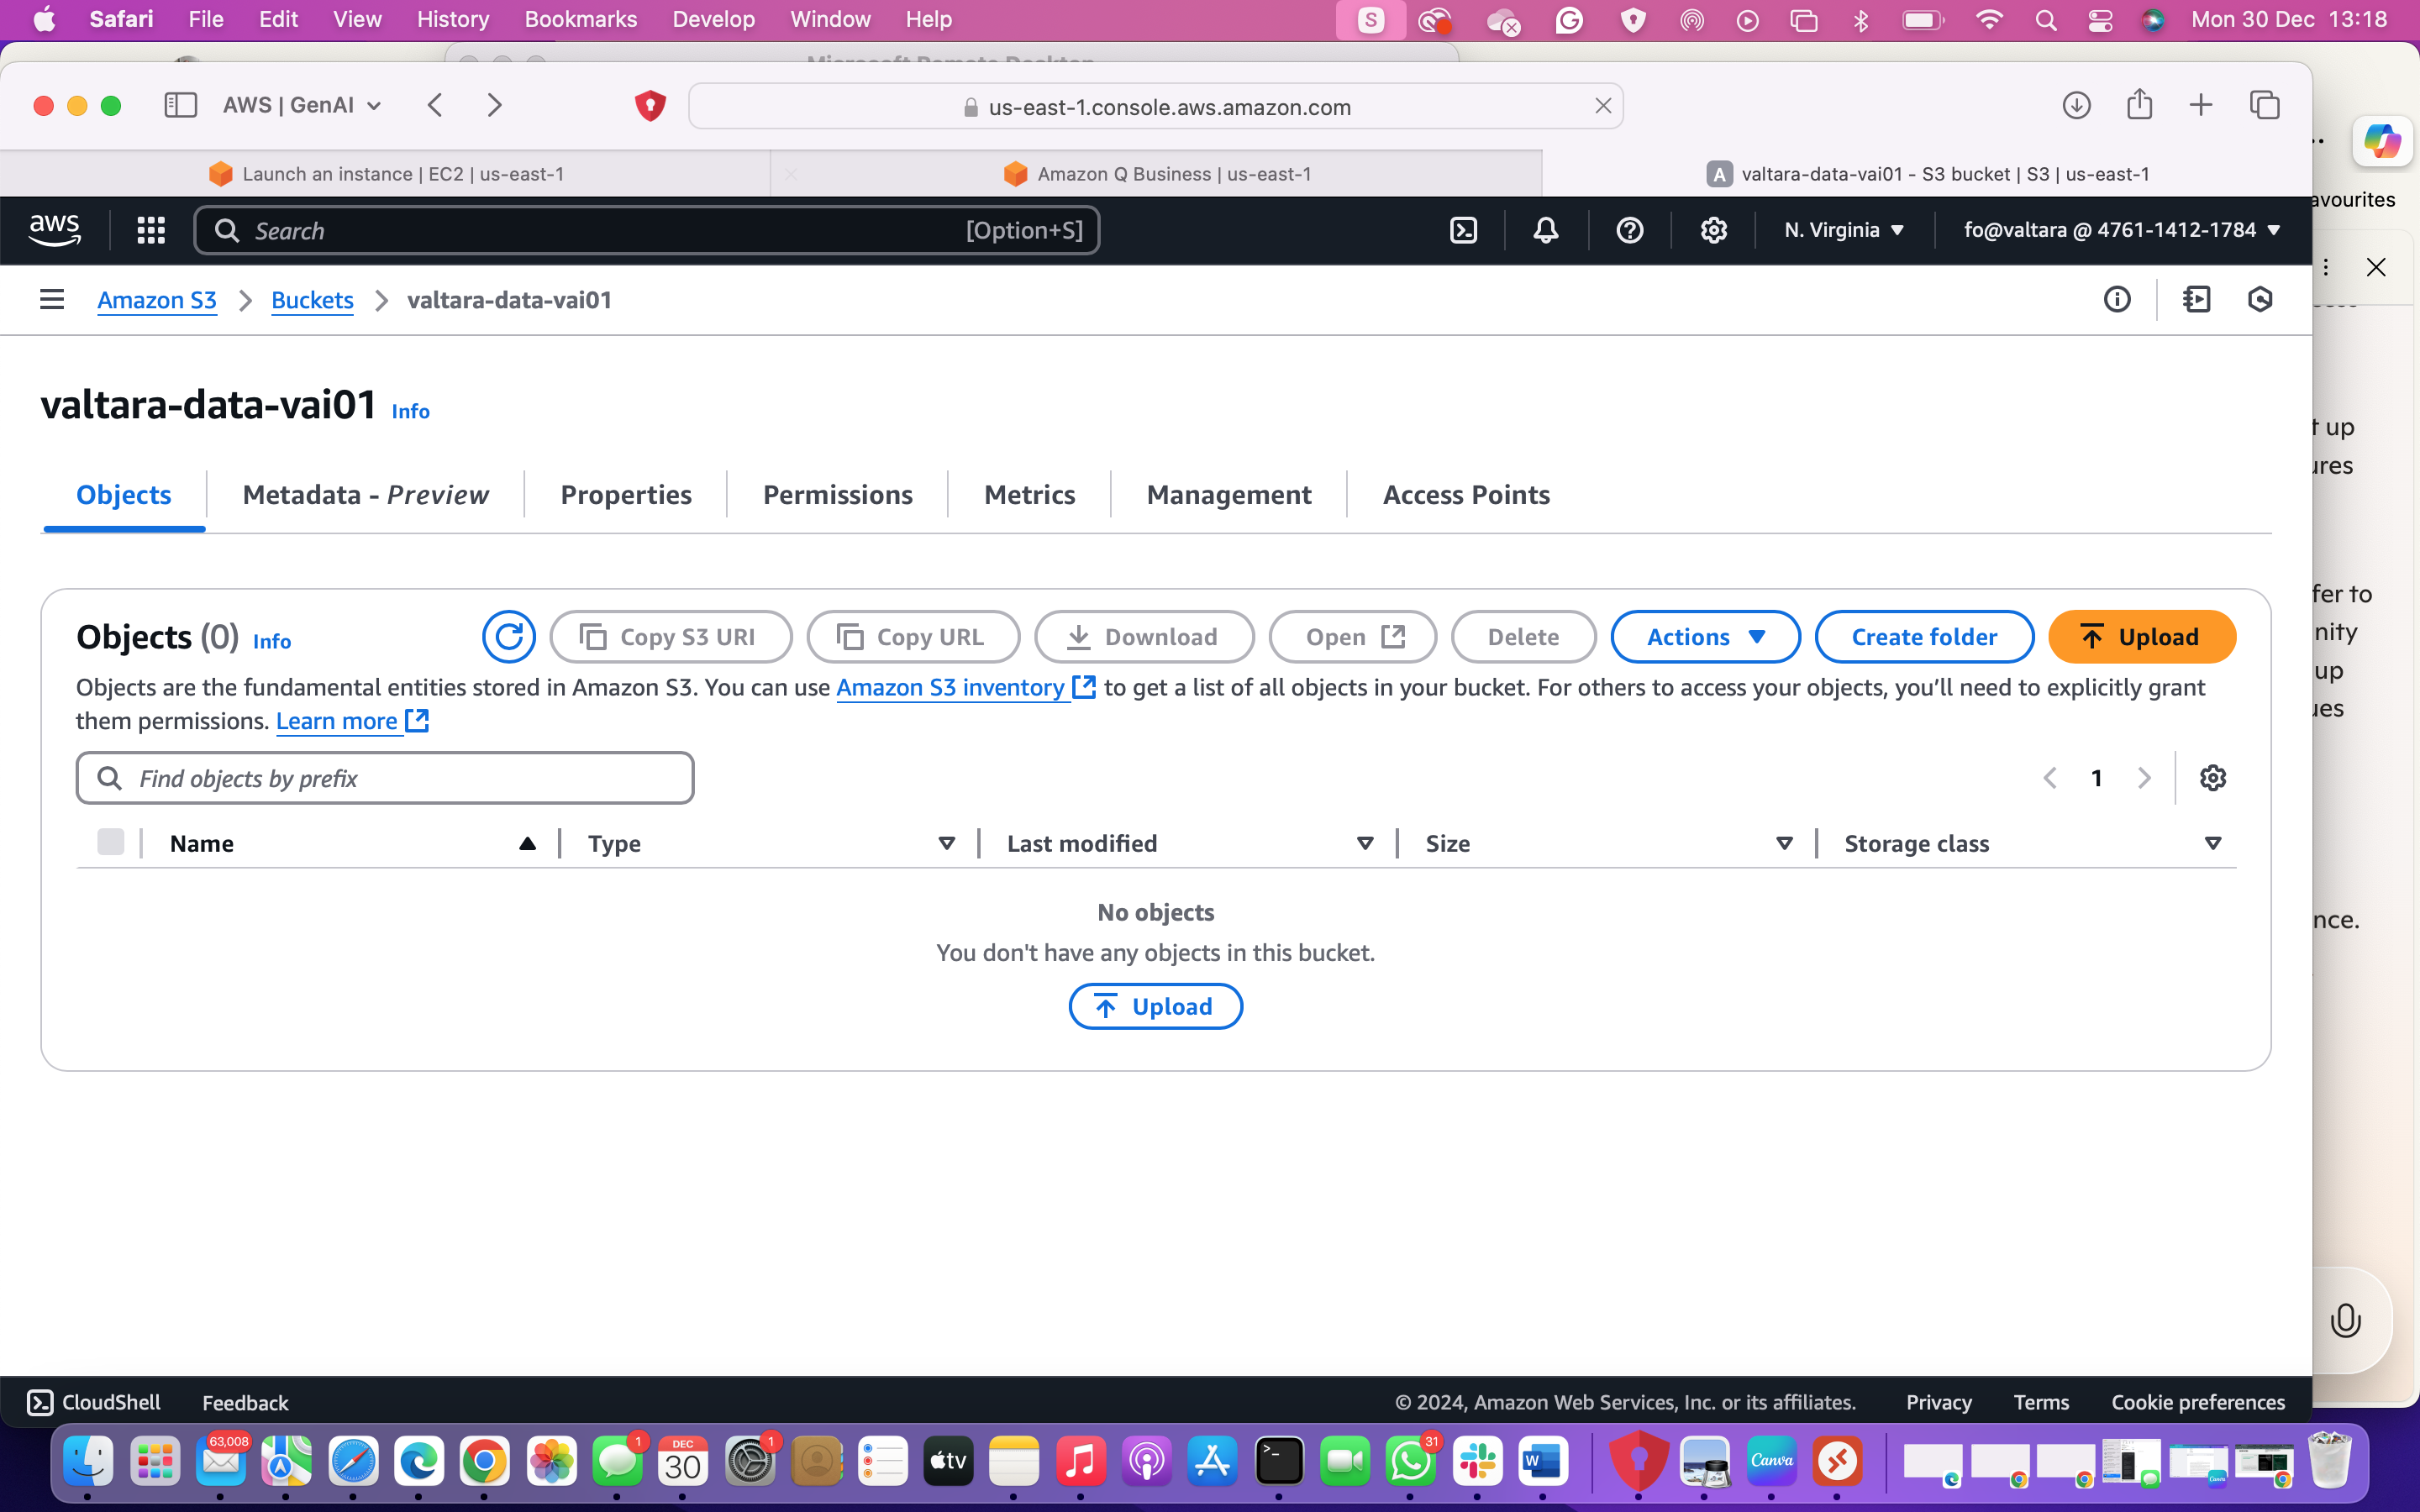 Safari File Edit View History Bookmarks Develop Window Help S Mon 30 Dec 13:18
Microsoft Remote Desktop
AWS | GenAI us-east-1.console.aws.amazon.com
Launch an instance | EC2 | us-east-1 Amazon Q Business | us-east-1 A valtara-data-vai01 - S3 bucket | S3 | us-east-1
avourites
aws Search [Option+S] N. Virginia fo@valtara @ 4761-1412-1784
Amazon S3 Buckets valtara-data-vai01
valtara-data-vai01 Info
t up
ures
Objects Metadata - Preview Properties Permissions Metrics Management Access Points
fer to
Objects (0) Info Copy S3 URI Copy URL Download Open Delete Actions Create folder Upload
nity
up
Objects are the fundamental entities stored in Amazon S3. You can use Amazon S3 inventory to get a list of all objects in your bucket. For others to access your objects, you’ll need to explicitly grant
ues
them permissions. Learn more
Find objects by prefix 1
Name Type Last modified Size Storage class
No objects
nce.
You don't have any objects in this bucket.
Upload
CloudShell Feedback © 2024, Amazon Web Services, Inc. or its affiliates. Privacy Terms Cookie preferences
63,008 1 DEC 1 31
30 tv W Canva